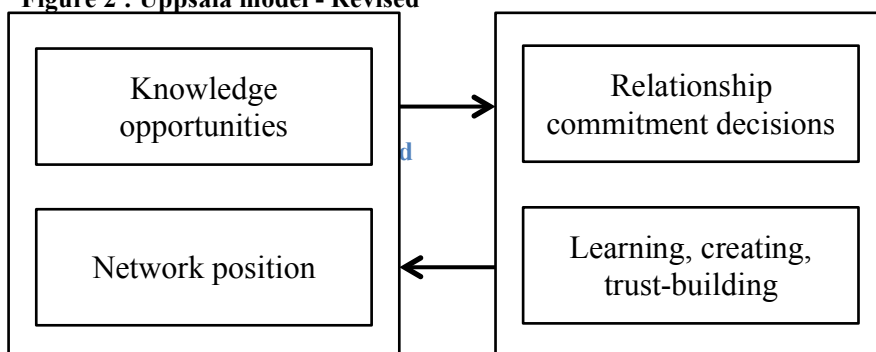 Figure 2 : Uppsala model - Revised
Knowledge
opportunities
Relationship
commitment decisions
d
Network position
Learning, creating,
trust-building